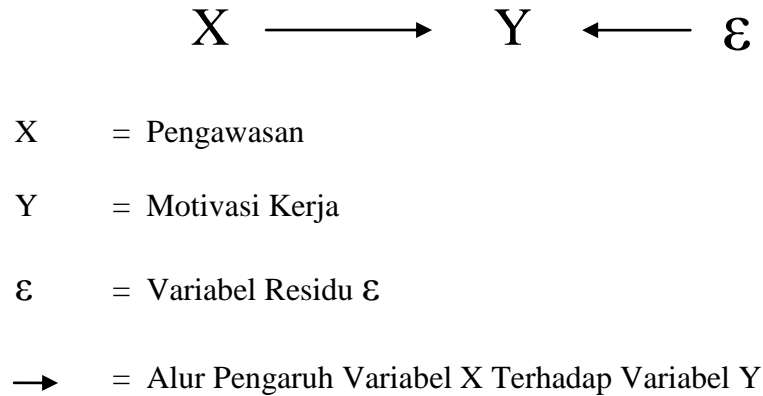 X → Y ← ε
X = Pengawasan
Y = Motivasi Kerja
ε = Variabel Residu ε
→ = Alur Pengaruh Variabel X Terhadap Variabel Y